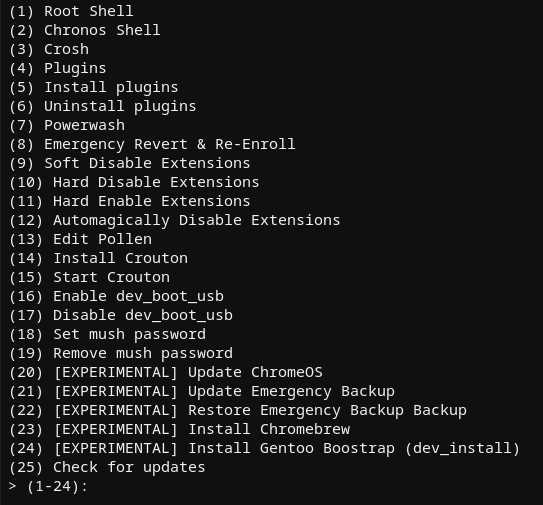 (1) Root Shell
(2) Chronos Shell
(3) Crosh
(4) Plugins
(5) Install plugins
(6) Uninstall plugins
(7) Powerwash
(8) Emergency Revert & Re-Enroll
(9) Soft Disable Extensions
(10) Hard Disable Extensions
(11) Hard Enable Extensions
(12) Automagically Disable Extensions
(13) Edit Pollen
(14) Install Crouton
(15) Start Crouton
(16) Enable dev_boot_usb
(17) Disable dev_boot_usb
(18) Set mush password
(19) Remove mush password
(20) [EXPERIMENTAL] Update ChromeOS
(21) [EXPERIMENTAL] Update Emergency Backup
(22) [EXPERIMENTAL] Restore Emergency Backup Backup
(23) [EXPERIMENTAL] Install Chromebrew
(24) [EXPERIMENTAL] Install Gentoo Boostrap (dev_install)
(25) Check for updates
> (1-24):